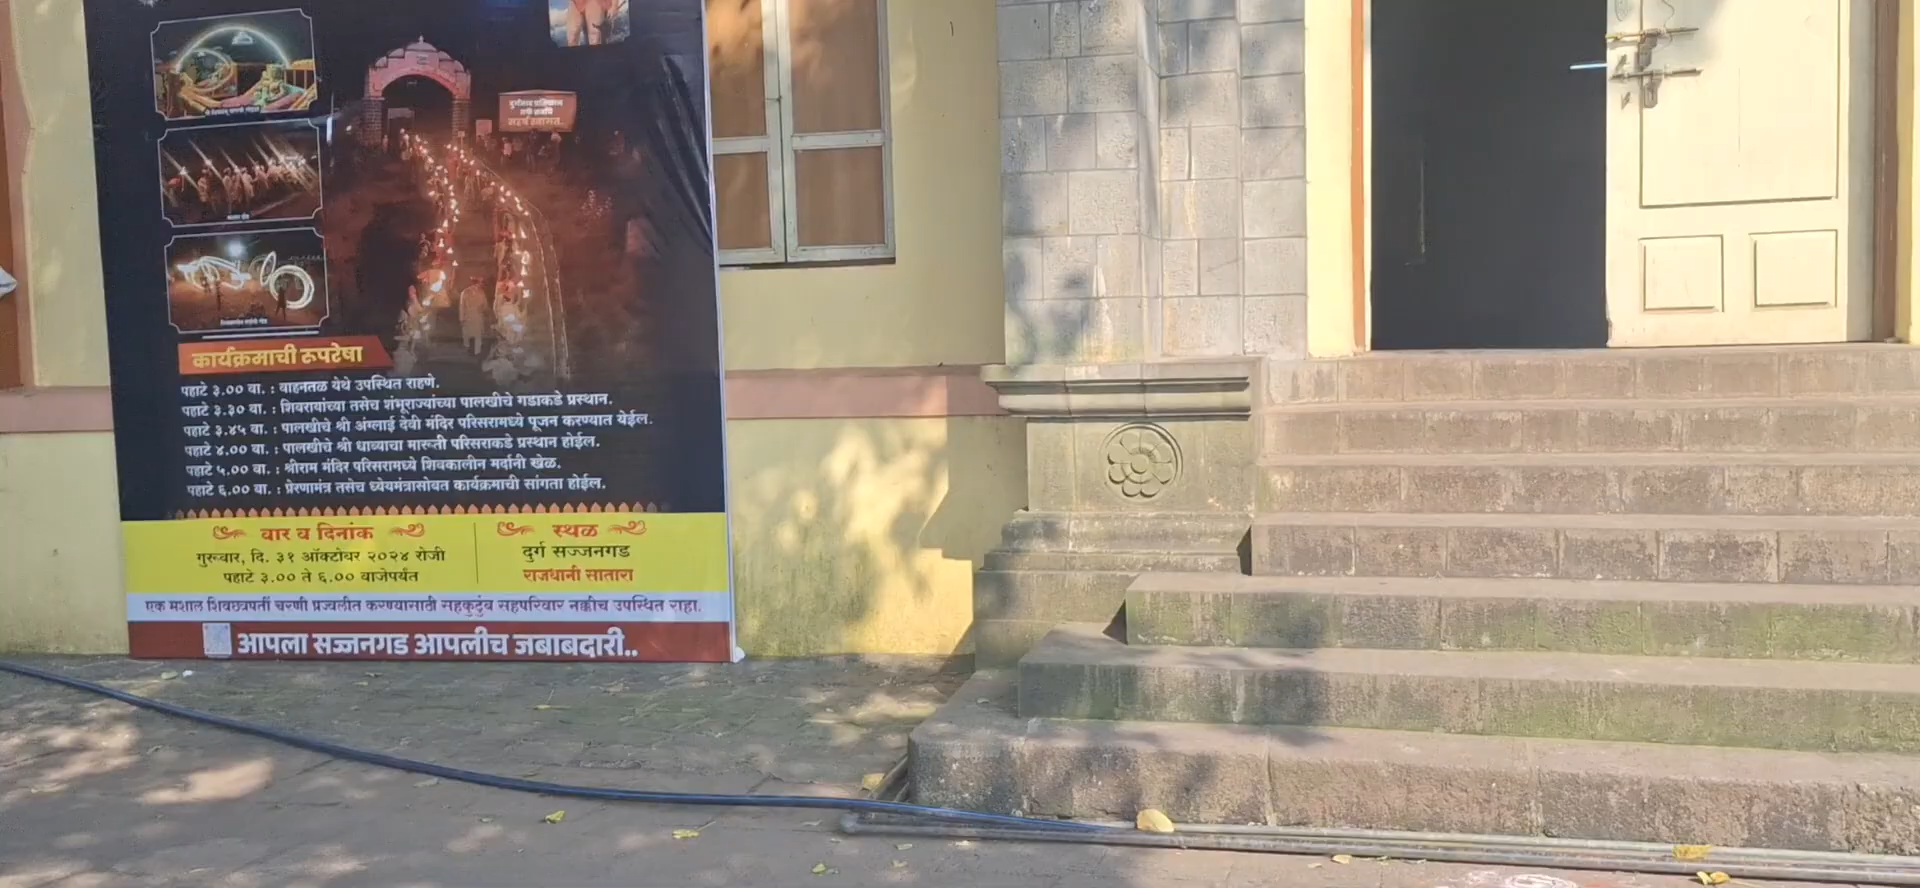 दुर्गनाद प्रतिष्ठान
सहर्ष स्वागत.
कार्यक्रमाची रूपरेषा
पहाटे ३.०० वा. : वाहनतळ येथे उपस्थित राहणे.
पहाटे ३.३० वा. : शिवरायांच्या तसेच शंभूराज्यांच्या पालखीचे गडाकडे प्रस्थान.
पहाटे ३.४५ वा. : पालखीचे श्री अंग्लाई देवी मंदिर परिसरामध्ये पूजन करण्यात येईल.
पहाटे ४.०० वा. : पालखीचे श्री धाब्याचा मारूती परिसराकडे प्रस्थान होईल.
पहाटे ५.०० वा. : श्रीराम मंदिर परिसरामध्ये शिवकालीन मर्दानी खेळ.
पहाटे ६.०० वा. : प्रेरणामंत्र तसेच ध्येयमंत्रासोबत कार्यक्रमाची सांगता होईल.
वार व दिनांक
गुरूवार, दि. ३१ ऑक्टोबर २०२४ रोजी
पहाटे ३.०० ते ६.०० वाजेपर्यंत
स्थळ
दुर्ग सज्जनगड
राजधानी सातारा
एक मशाल शिवछत्रपतीं चरणी प्रज्वलीत करण्यासाठी सहकुटुंब सहपरिवार नक्कीच उपस्थित राहा.
आपला सज्जनगड आपलीच जबाबदारी..